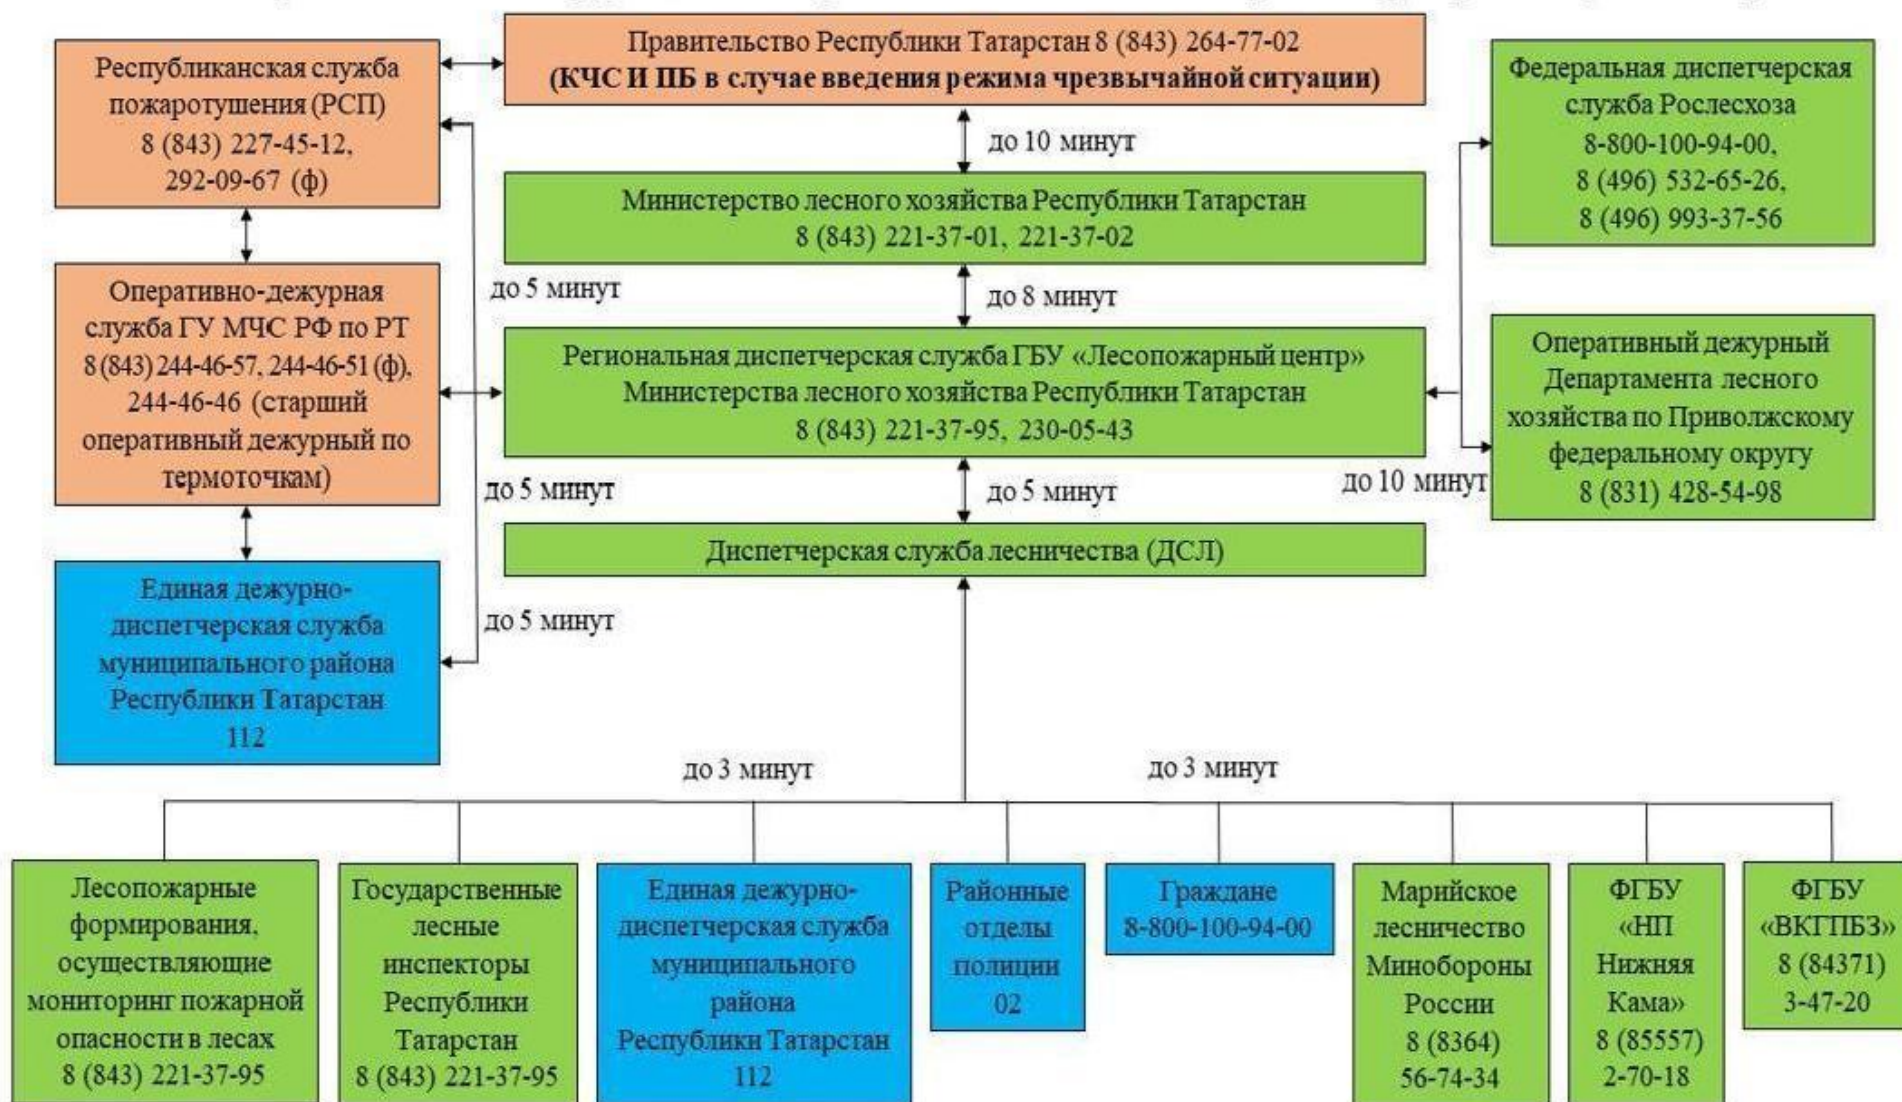 Правительство Республики Татарстан 8 (843) 264-77-02
(КЧС И ПБ в случае введения режима чрезвычайной ситуации)
Республиканская служба
пожаротушения (РСП)
8 (843) 227-45-12,
292-09-67 (ф)
Федеральная диспетчерская
служба Рослесхоза
8-800-100-94-00,
8 (496) 532-65-26,
8 (496) 993-37-56
до 10 минут
Министерство лесного хозяйства Республики Татарстан
8 (843) 221-37-01, 221-37-02
до 5 минут
до 8 минут
Оперативно-дежурная
служба ГУ МЧС РФ по РТ
8 (843) 244-46-57, 244-46-51 (ф),
244-46-46 (старший
оперативный дежурный по
термоточкам)
Региональная диспетчерская служба ГБУ «Лесопожарный центр»
Министерства лесного хозяйства Республики Татарстан
8 (843) 221-37-95, 230-05-43
Оперативный дежурный
Департамента лесного
хозяйства по Приволжскому
федеральному округу
8 (831) 428-54-98
до 5 минут
до 5 минут
до 10 минут
Диспетчерская служба лесничества (ДСЛ)
Единая дежурно-
диспетчерская служба
муниципального района
Республики Татарстан
112
до 5 минут
до 3 минут
до 3 минут
Лесопожарные
формирования,
осуществляющие
мониторинг пожарной
опасности в лесах
8 (843) 221-37-95
Государственные
лесные
инспекторы
Республики
Татарстан
8 (843) 221-37-95
Единая дежурно-
диспетчерская служба
муниципального
района
Республики Татарстан
112
Районные
отделы
полиции
02
Граждане
8-800-100-94-00
Марийское
лесничество
Минобороны
России
8 (8364)
56-74-34
ФГБУ
«НП
Нижняя
Кама»
8 (85557)
2-70-18
ФГБУ
«ВКГПБЗ»
8 (84371)
3-47-20